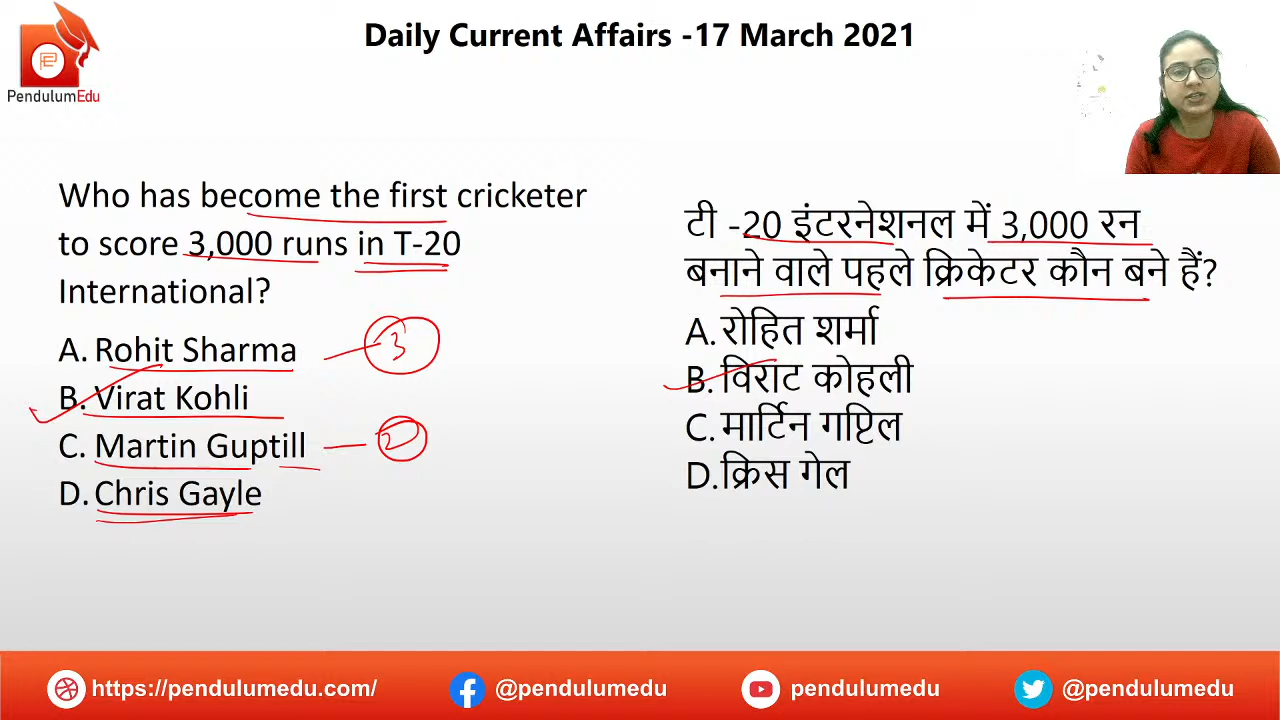 Daily Current Affairs -17 March 2021
PendulumEdu
Who has become the first cricketer
to score 3,000 runs in T-20
International?
A. Rohit Sharma
3
B. Virat Kohli
C. Martin Guptill
2
D. Chris Gayle
टी -20 इंटरनेशनल में 3,000 रन
बनाने वाले पहले क्रिकेटर कौन बने हैं?
A. रोहित शर्मा
B. विराट कोहली
C. मार्टिन गप्टिल
D. क्रिस गेल
https://pendulumedu.com/
@pendulumedu
pendulumedu
@pendulumedu